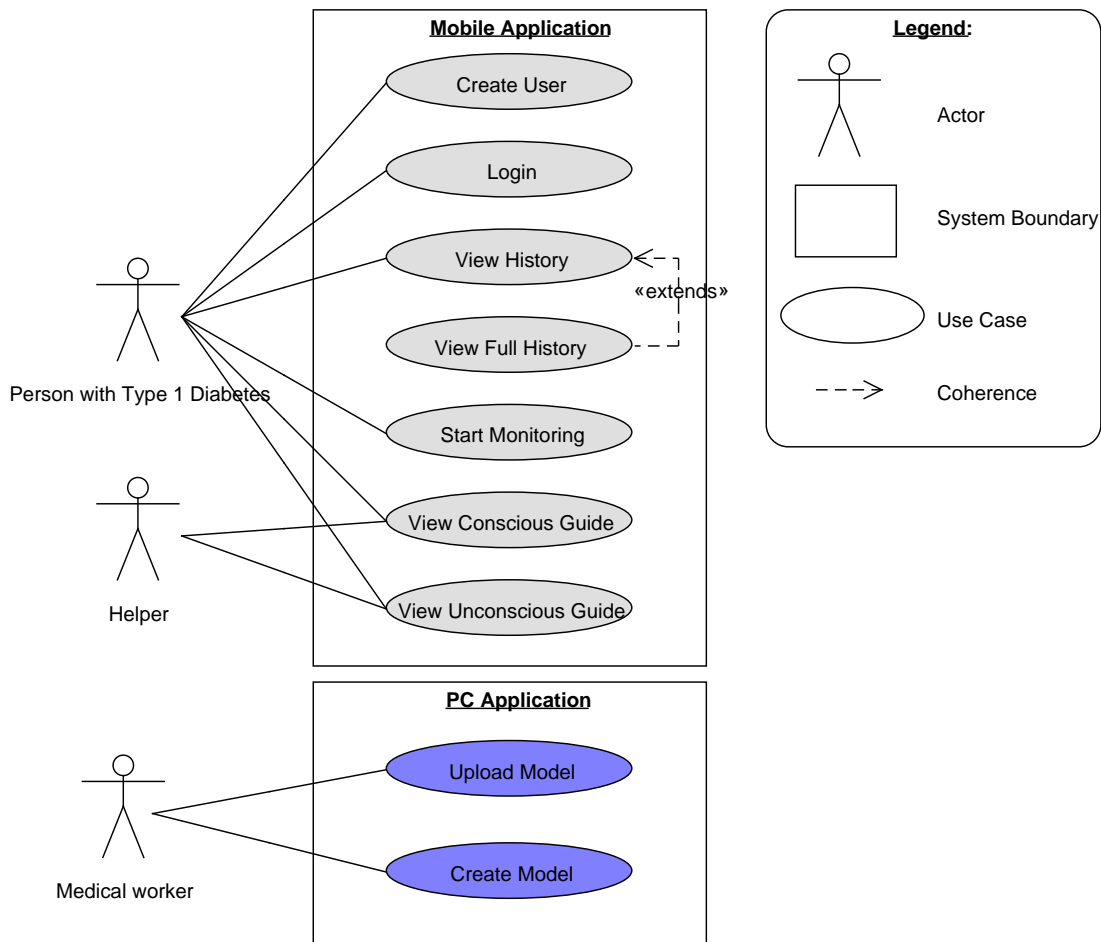 Mobile Application
Create User
Login
View History
«extends»
View Full History
Person with Type 1 Diabetes
Start Monitoring
View Conscious Guide
Helper
View Unconscious Guide
PC Application
Upload Model
Medical worker
Create Model
Legend:
Actor
System Boundary
Use Case
Coherence